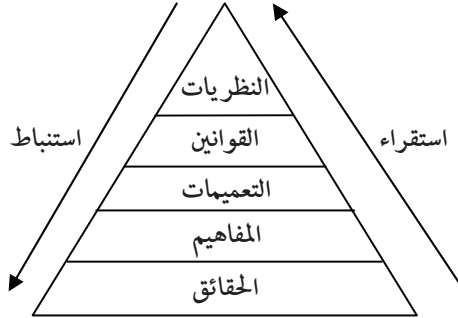 النظريات
القوانين
التعميمات
المفاهيم
الحقائق
استقراء
استنباط